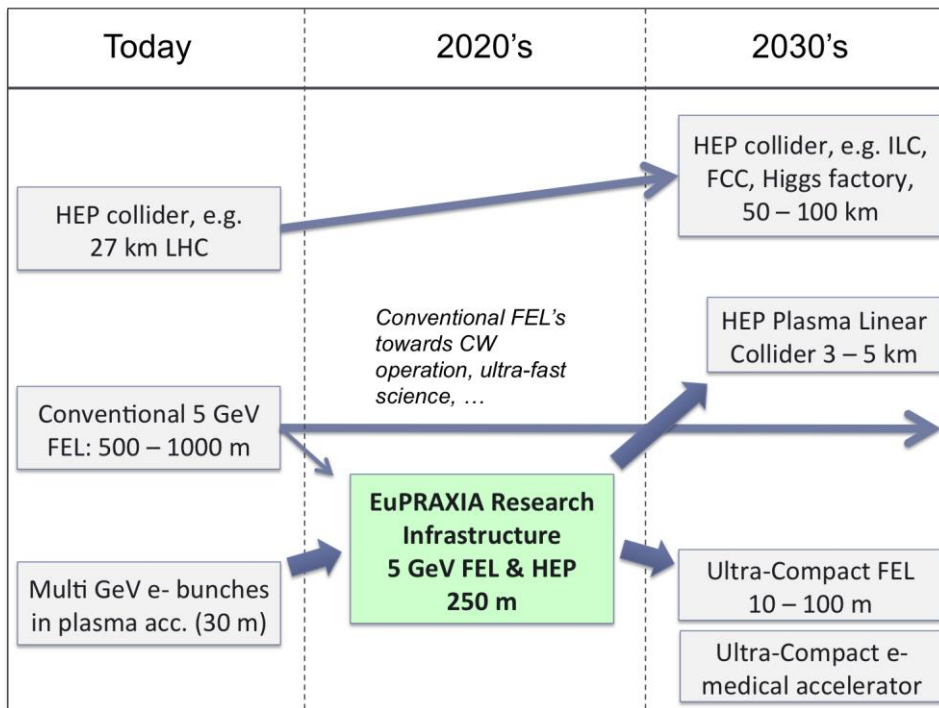 Today
2020's
2030's
HEP collider, e.g.
27 km LHC
HEP collider, e.g. ILC,
FCC, Higgs factory,
50 – 100 km
Conventional FEL's
towards CW
operation, ultra-fast
science, …
HEP Plasma Linear
Collider 3 – 5 km
Conventional 5 GeV
FEL: 500 – 1000 m
EuPRAXIA Research
Infrastructure
5 GeV FEL & HEP
250 m
Multi GeV e- bunches
in plasma acc. (30 m)
Ultra-Compact FEL
10 – 100 m
Ultra-Compact e-
medical accelerator